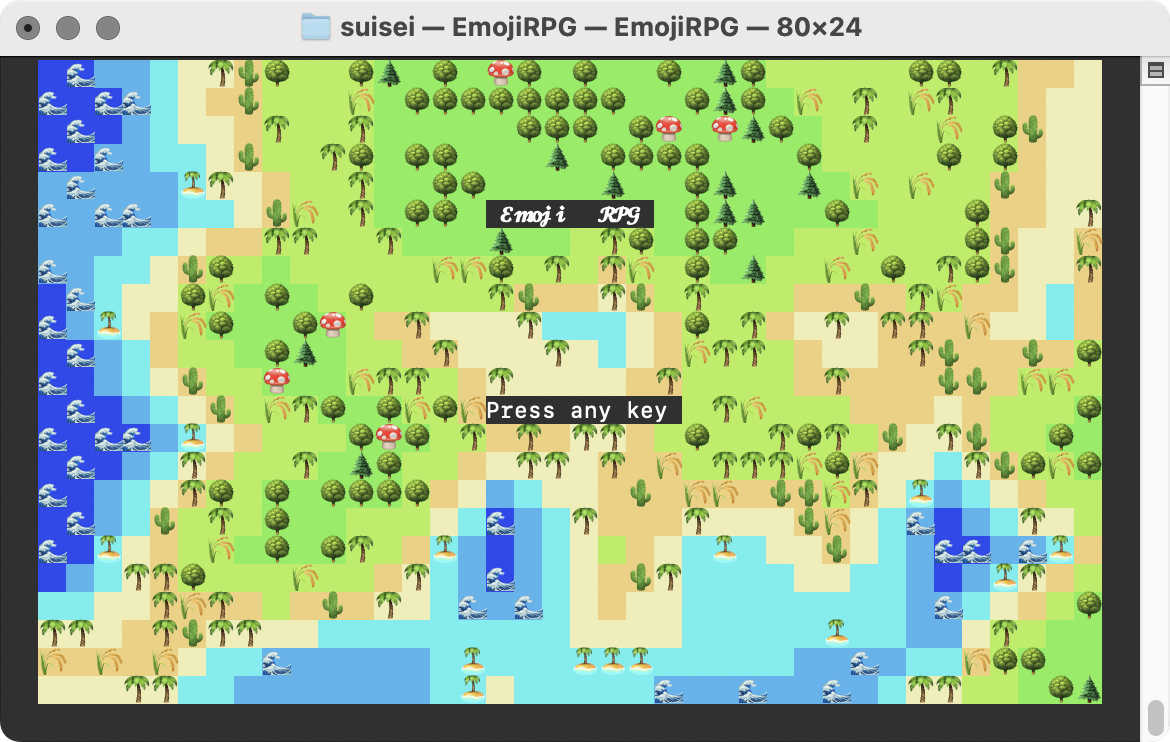 suisei — EmojiRPG — EmojiRPG — 80×24
𝓔𝓶𝓸𝓳𝓲 𝓡𝓟𝓖
Press any key